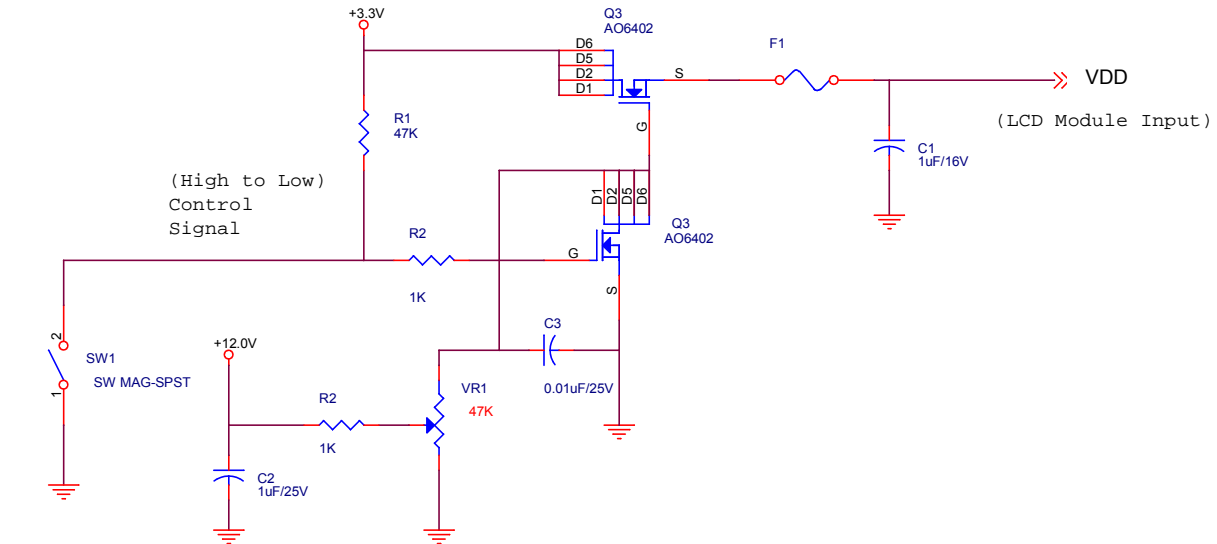 +3.3V
Q3
AO6402
F1
D6
D5
D2
D1
S
VDD
G
(LCD Module Input)
R1
47K
C1
1uF/16V
(High to Low)
Control
Signal
D1
D2
D5
D6
Q3
AO6402
R2
G
1K
S
C3
2
+12.0V
SW1
SW MAG-SPST
1
VR1
0.01uF/25V
47K
R2
1K
C2
1uF/25V